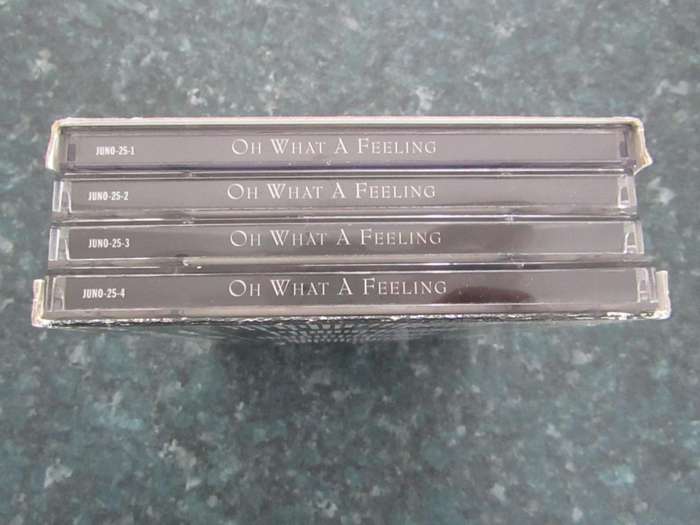 JUNO-25-1 OH WHAT A FEELING
JUNO-25-2 OH WHAT A FEELING
JUNO-25-3 OH WHAT A FEELING
JUNO-25-4 OH WHAT A FEELING